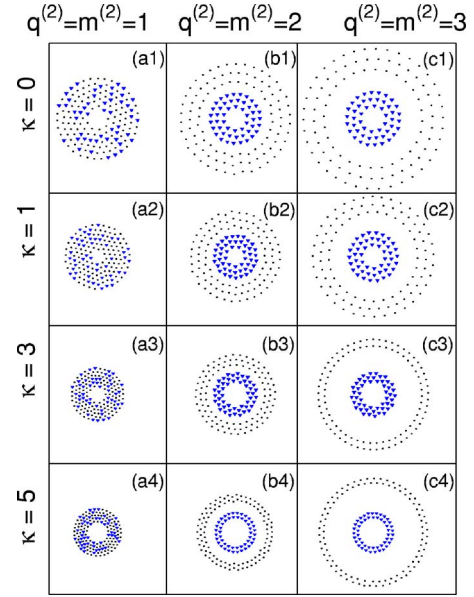 q⁽²⁾=m⁽²⁾=1 q⁽²⁾=m⁽²⁾=2 q⁽²⁾=m⁽²⁾=3
κ = 0
(a1) (b1) (c1)
κ = 1
(a2) (b2) (c2)
κ = 3
(a3) (b3) (c3)
κ = 5
(a4) (b4) (c4)